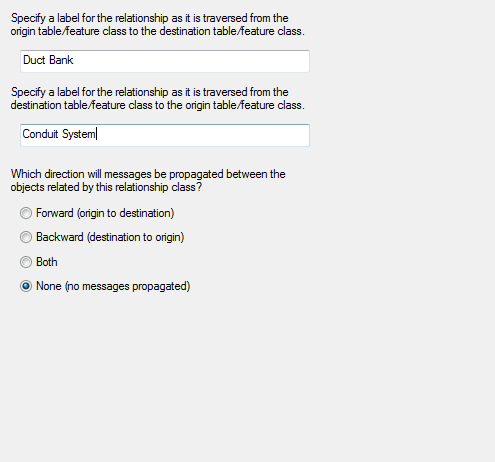 Specify a label for the relationship as it is traversed from the
origin table/feature class to the destination table/feature class.
Duct Bank
Specify a label for the relationship as it is traversed from the
destination table/feature class to the origin table/feature class.
Conduit System
Which direction will messages be propagated between the
objects related by this relationship class?
Forward (origin to destination)
Backward (destination to origin)
Both
None (no messages propagated)